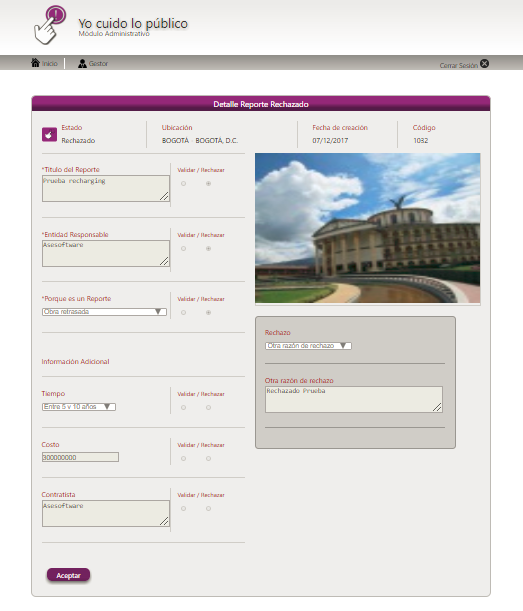 Yo cuido lo público
Módulo Administrativo
Inicio
Gestor
Cerrar Sesión
Detalle Reporte Rechazado
Estado
Rechazado
Ubicación
BOGOTÁ - BOGOTÁ, D.C.
Fecha de creación
07/12/2017
Código
1032
*Título del Reporte
Validar / Rechazar
Prueba recharging
*Entidad Responsable
Validar / Rechazar
Asesoftware
*Porque es un Reporte
Validar / Rechazar
Obra retrasada
Información Adicional
Tiempo
Validar / Rechazar
Entre 5 y 10 años
Costo
Validar / Rechazar
300000000
Contratista
Validar / Rechazar
Asesoftware
Rechazo
Otra razón de rechazo
Otra razón de rechazo
Rechazado Prueba
Aceptar